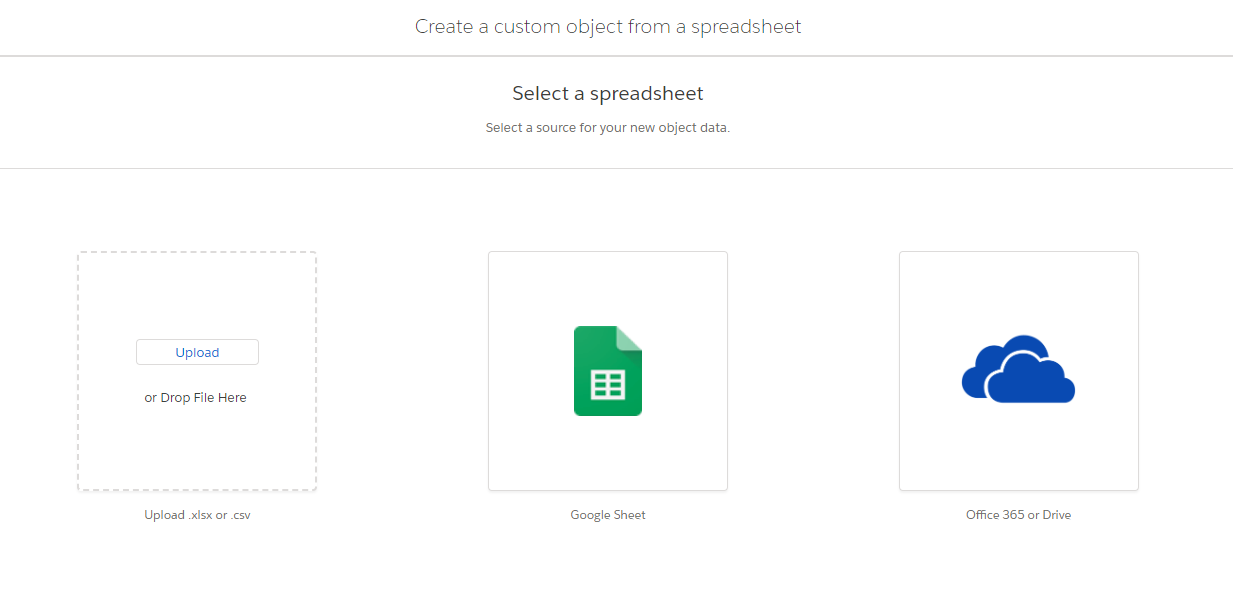 Create a custom object from a spreadsheet
Select a spreadsheet
Select a source for your new object data.
Upload
or Drop File Here
Upload .xlsx or .csv
Google Sheet
Office 365 or Drive